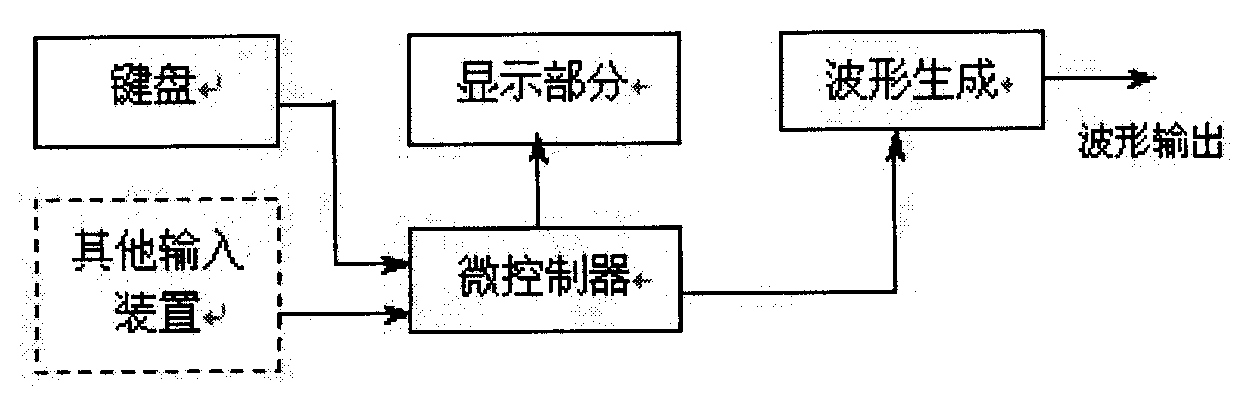 键盘
显示部分
波形生成
波形输出
其他输入
装置
微控制器